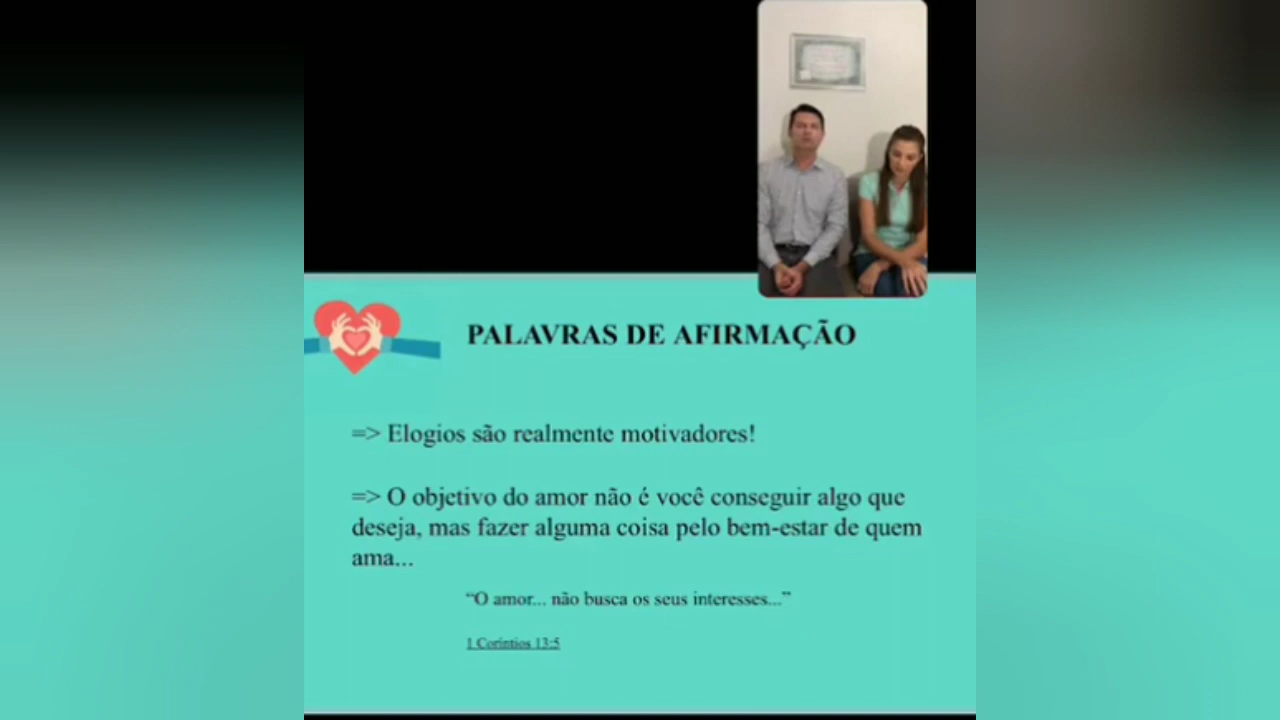 PALAVRAS DE AFIRMAÇÃO
=> Elogios são realmente motivadores!
=> O objetivo do amor não é você conseguir algo que
deseja, mas fazer alguma coisa pelo bem-estar de quem
ama...
“O amor... não busca os seus interesses...”
1 Coríntios 13:5